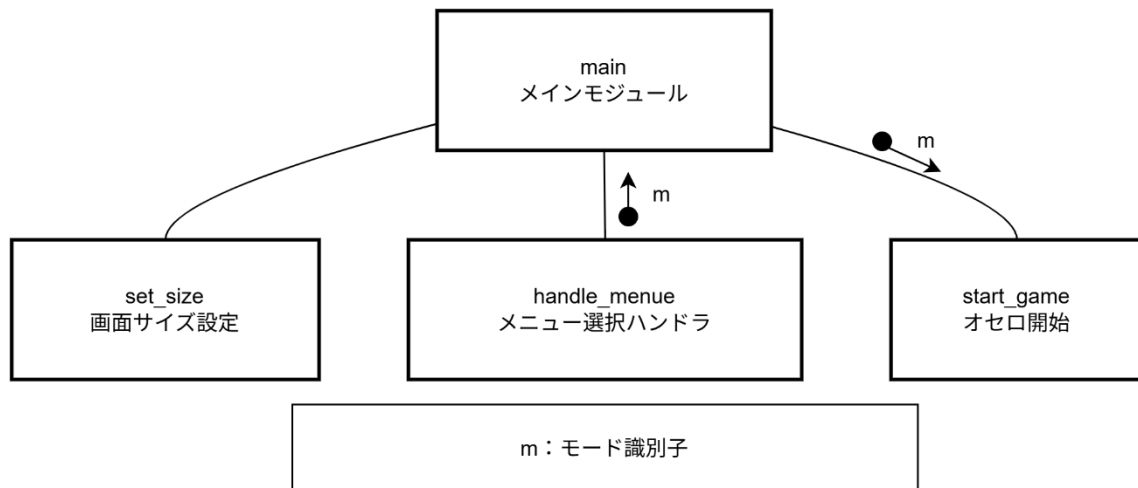 main
メインモジュール
m
m
set_size
画面サイズ設定
handle_menue
メニュー選択ハンドラ
start_game
オセロ開始
m：モード識別子